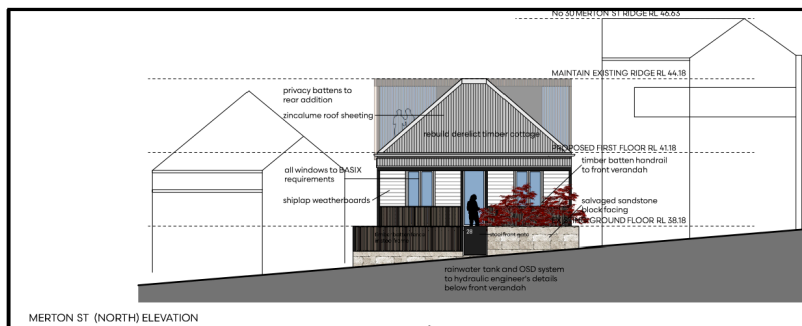 No 30 MERTON ST RIDGE RL 46.63
MAINTAIN EXISTING RIDGE RL 44.18
privacy battens to
rear addition
zincalume roof sheeting
rebuild derelict timber cottage
PROPOSED FIRST FLOOR RL 41.18
timber batten handrail
to front verandah
all windows to BASIX
requirements
shiplap weatherboards
salvaged sandstone
block facing
GROUND FLOOR RL 38.18
28
steel front gate
rainwater tank and OSD system
to hydraulic engineer's details
below front verandah
MERTON ST (NORTH) ELEVATION